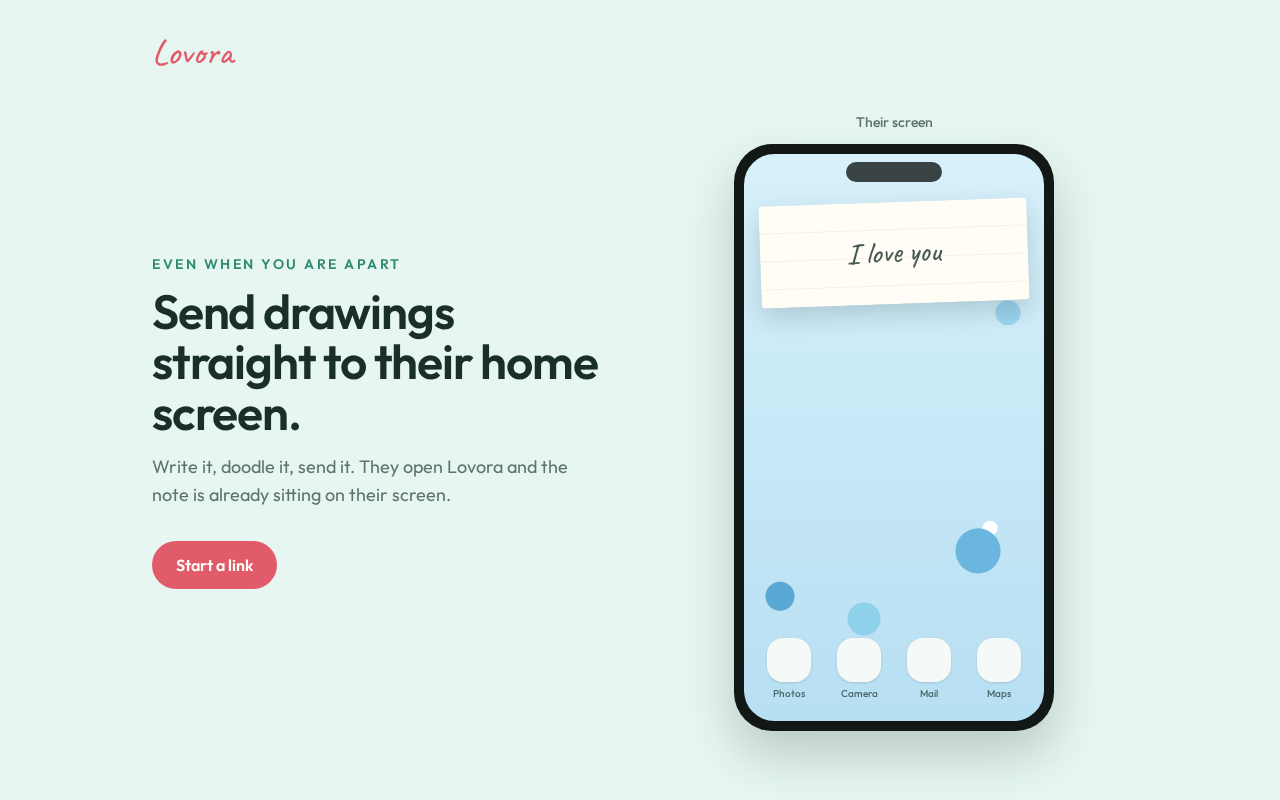 Lovora
EVEN WHEN YOU ARE APART
Send drawings
straight to their home
screen.
Write it, doodle it, send it. They open Lovora and the
note is already sitting on their screen.
Start a link
Their screen
I love you
Photos
Camera
Mail
Maps